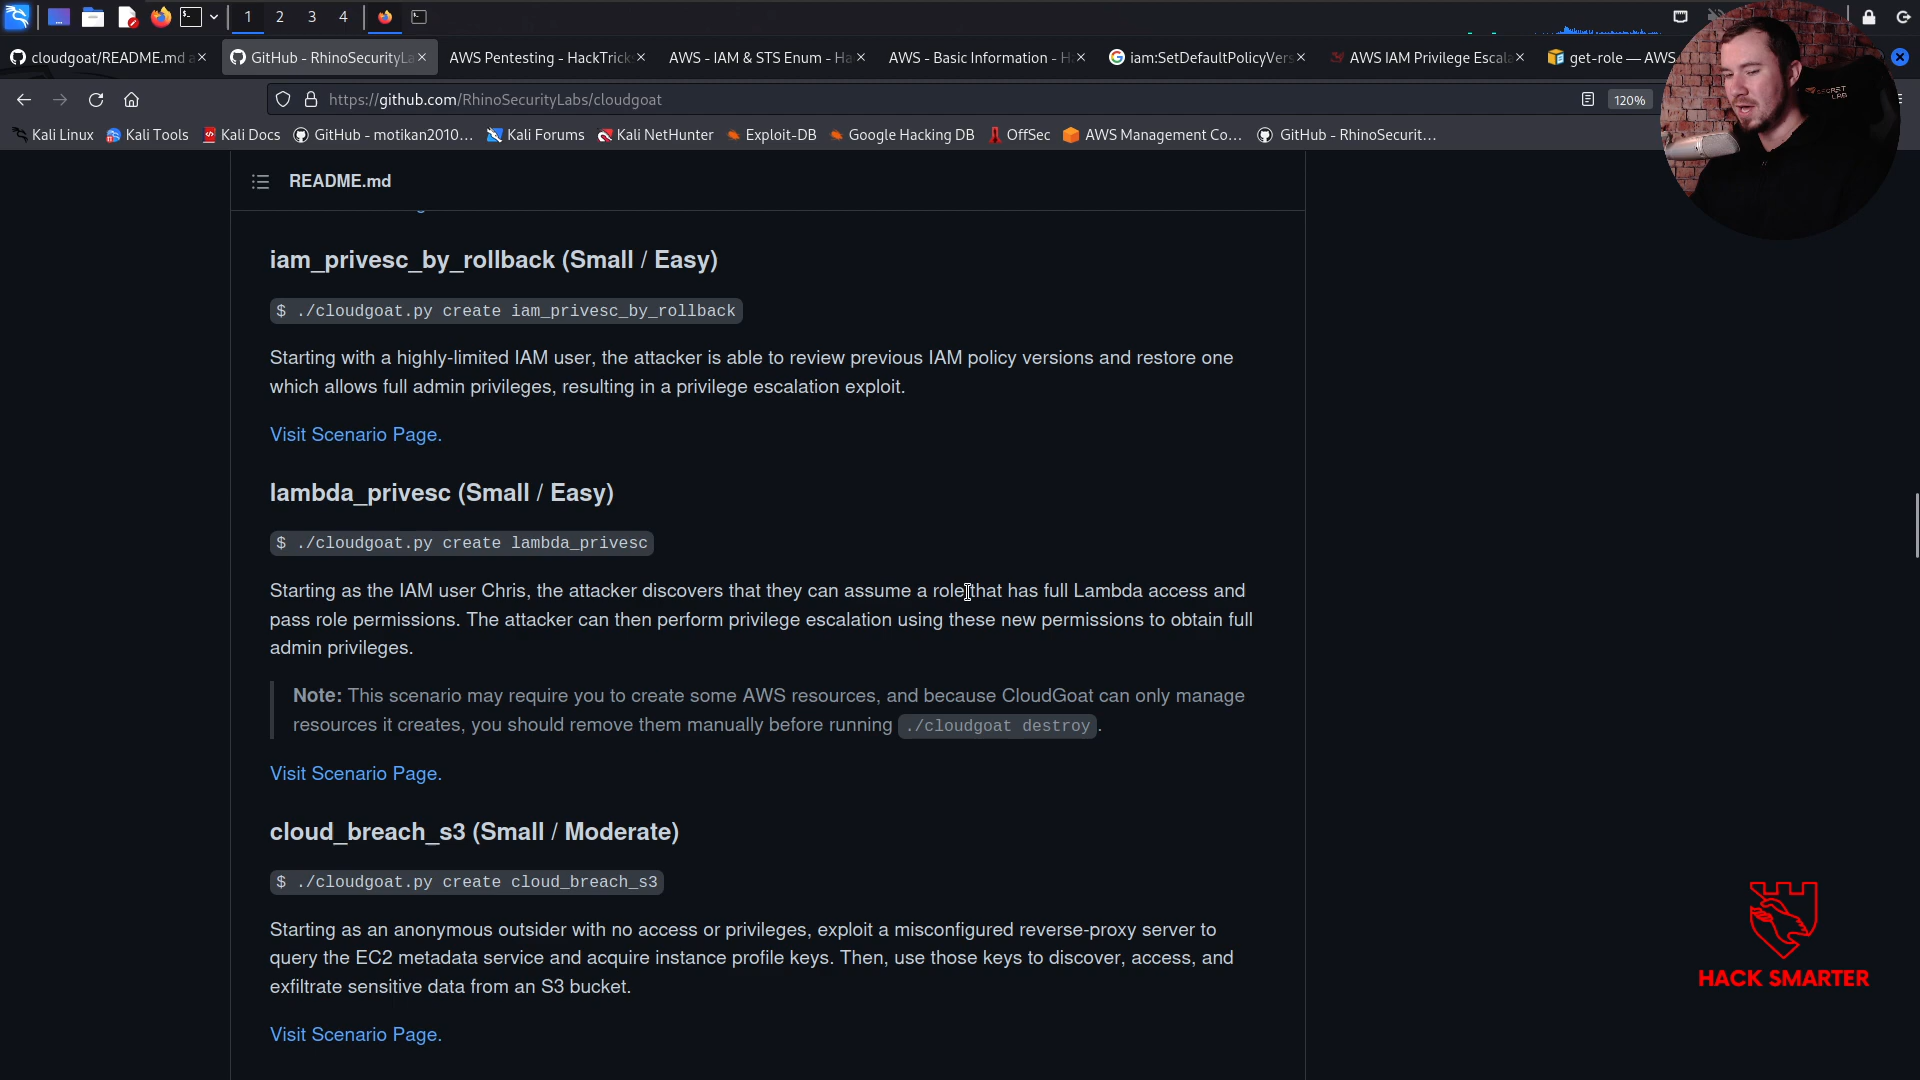 1 2 3 4
cloudgoat/README.md a
GitHub - RhinoSecurityLa
AWS Pentesting - HackTrick
AWS - IAM & STS Enum - Ha
AWS - Basic Information - H
iam:SetDefaultPolicyVers
AWS IAM Privilege Escala
get-role — AWS
https://github.com/RhinoSecurityLabs/cloudgoat
120%
Kali Linux
Kali Tools
Kali Docs
GitHub - motikan2010...
Kali Forums
Kali NetHunter
Exploit-DB
Google Hacking DB
OffSec
AWS Management Co...
GitHub - RhinoSecurit...
SECRET
LAB
README.md
iam_privesc_by_rollback (Small / Easy)
$ ./cloudgoat.py create iam_privesc_by_rollback
Starting with a highly-limited IAM user, the attacker is able to review previous IAM policy versions and restore one
which allows full admin privileges, resulting in a privilege escalation exploit.
Visit Scenario Page.
lambda_privesc (Small / Easy)
$ ./cloudgoat.py create lambda_privesc
Starting as the IAM user Chris, the attacker discovers that they can assume a role that has full Lambda access and
pass role permissions. The attacker can then perform privilege escalation using these new permissions to obtain full
admin privileges.
Note: This scenario may require you to create some AWS resources, and because CloudGoat can only manage
resources it creates, you should remove them manually before running ./cloudgoat destroy.
Visit Scenario Page.
cloud_breach_s3 (Small / Moderate)
$ ./cloudgoat.py create cloud_breach_s3
Starting as an anonymous outsider with no access or privileges, exploit a misconfigured reverse-proxy server to
query the EC2 metadata service and acquire instance profile keys. Then, use those keys to discover, access, and
exfiltrate sensitive data from an S3 bucket.
Visit Scenario Page.
HACK SMARTER